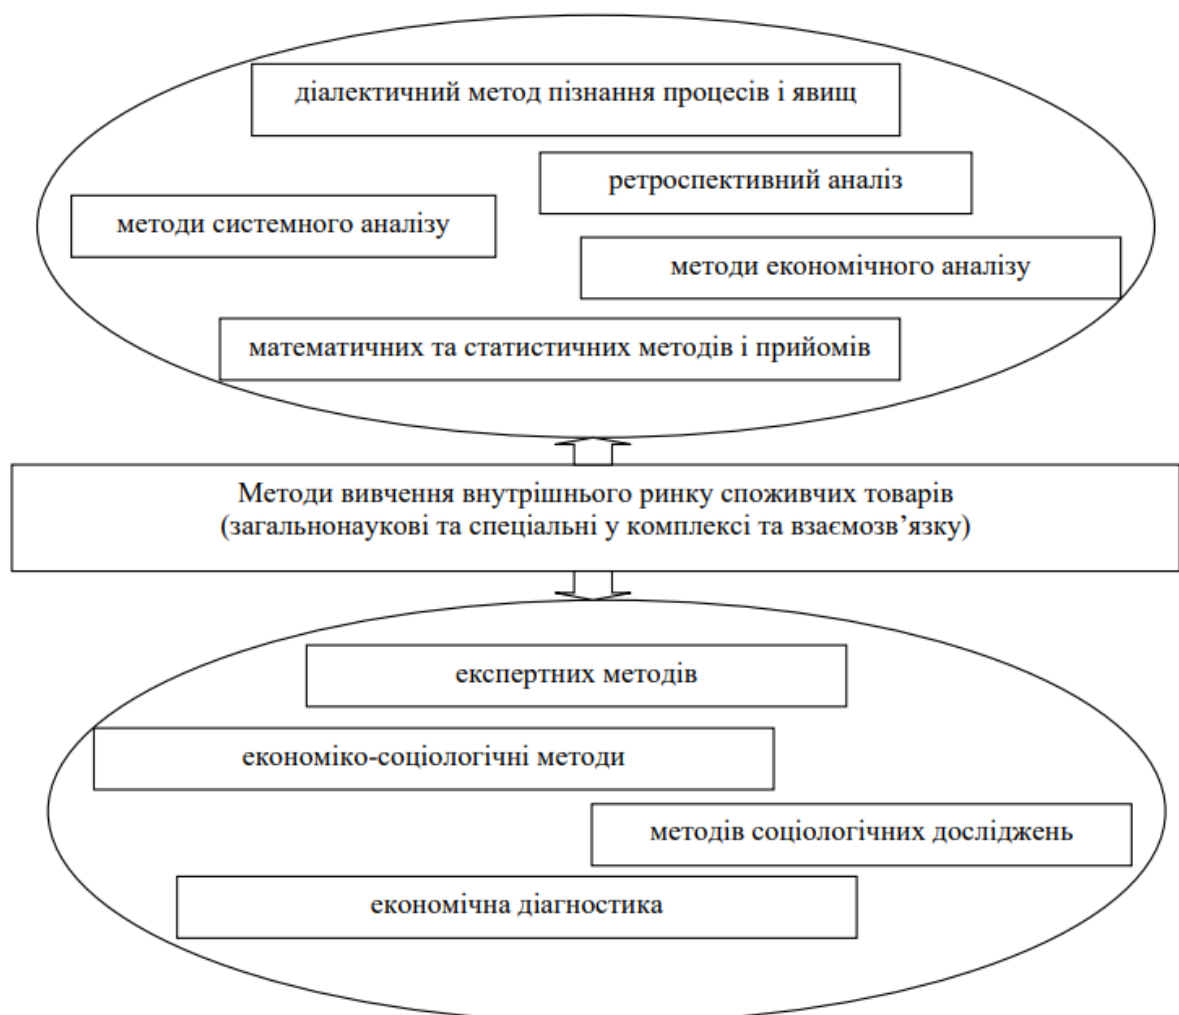 діалектичний метод пізнання процесів і явищ
ретроспективний аналіз
методи системного аналізу
методи економічного аналізу
математичних та статистичних методів і прийомів
Методи вивчення внутрішнього ринку споживчих товарів
(загальнонаукові та спеціальні у комплексі та взаємозв’язку)
експертних методів
економіко-соціологічні методи
методів соціологічних досліджень
економічна діагностика